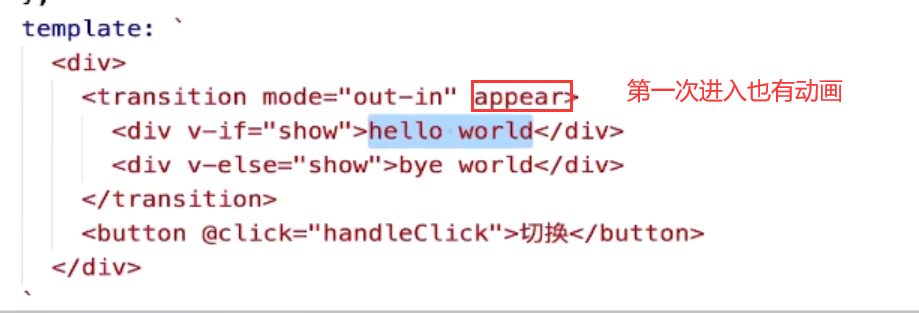 template: `
<div>
<transition mode="out-in" appear>
第一次进入也有动画
<div v-if="show">hello world</div>
<div v-else="show">bye world</div>
</transition>
<button @click="handleClick">切换</button>
</div>
`